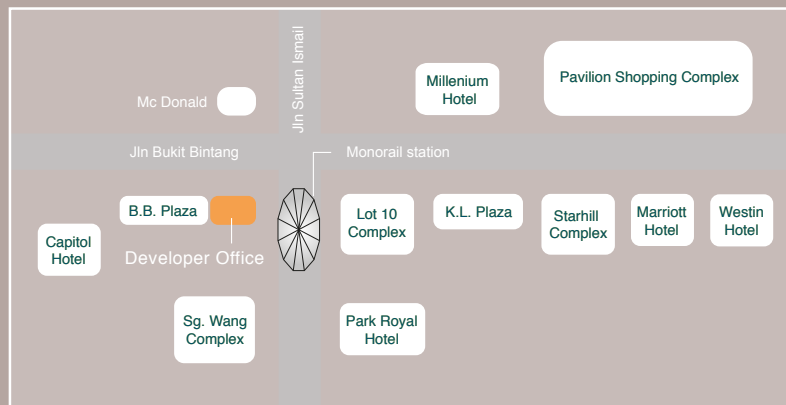 Jln Sultan Ismail
Millenium
Hotel
Pavilion Shopping Complex
Mc Donald
Jln Bukit Bintang
Monorail station
B.B. Plaza
Lot 10
Complex
K.L. Plaza
Starhill
Complex
Marriott
Hotel
Westin
Hotel
Capitol
Hotel
Developer Office
Sg. Wang
Complex
Park Royal
Hotel